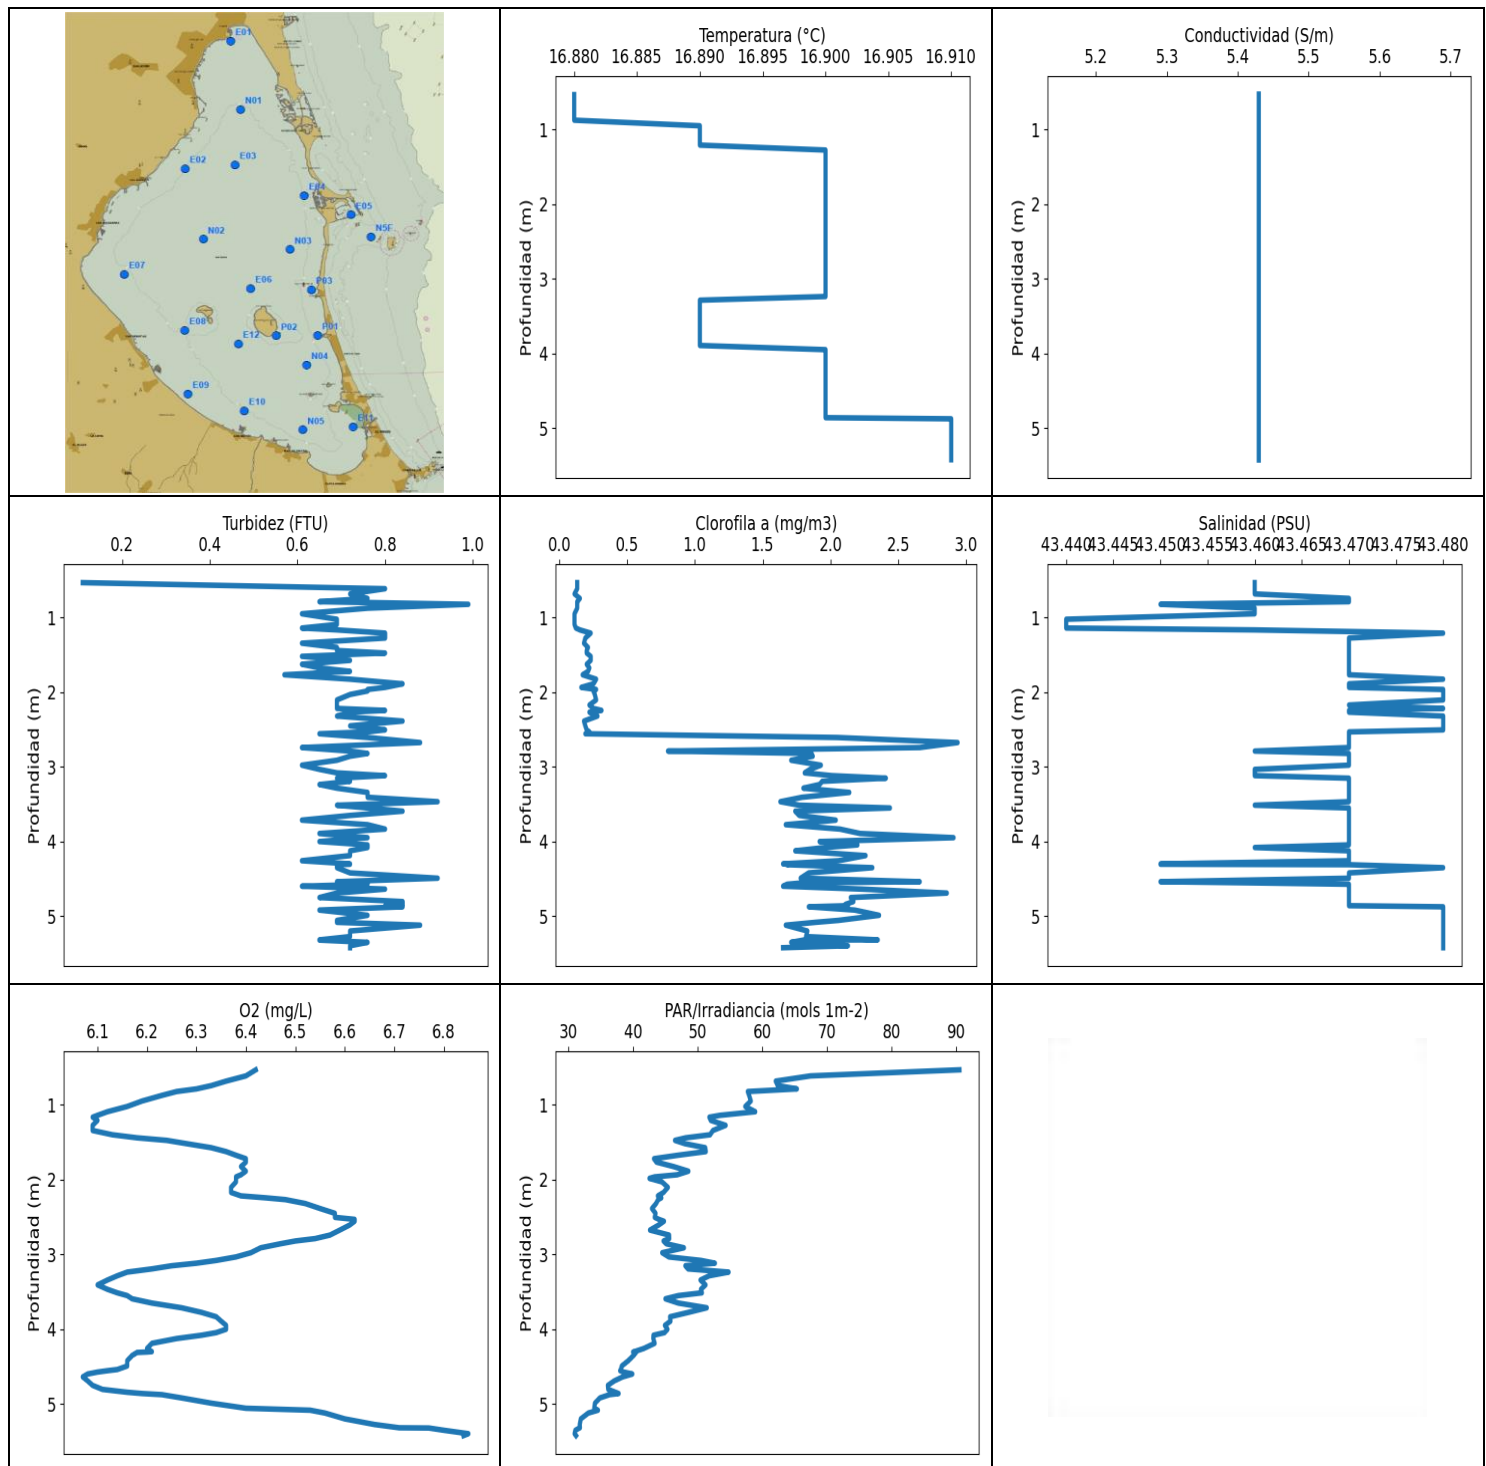 E01
N01
E02
E03
E04
E05
N02
N5F
N03
E07
E06
P03
E08
P02
P01
E12
N04
E09
E10
N05
E11
Temperatura (°C)
16.880 16.885 16.890 16.895 16.900 16.905 16.910
Profundidad (m)
1
2
3
4
5
Conductividad (S/m)
5.2 5.3 5.4 5.5 5.6 5.7
Profundidad (m)
1
2
3
4
5
Turbidez (FTU)
0.2 0.4 0.6 0.8 1.0
Profundidad (m)
1
2
3
4
5
Clorofila a (mg/m3)
0.0 0.5 1.0 1.5 2.0 2.5 3.0
Profundidad (m)
1
2
3
4
5
Salinidad (PSU)
43.440 43.445 43.450 43.455 43.460 43.465 43.470 43.475 43.480
Profundidad (m)
1
2
3
4
5
O2 (mg/L)
6.1 6.2 6.3 6.4 6.5 6.6 6.7 6.8
Profundidad (m)
1
2
3
4
5
PAR/Irradiancia (mols 1m-2)
30 40 50 60 70 80 90
Profundidad (m)
1
2
3
4
5